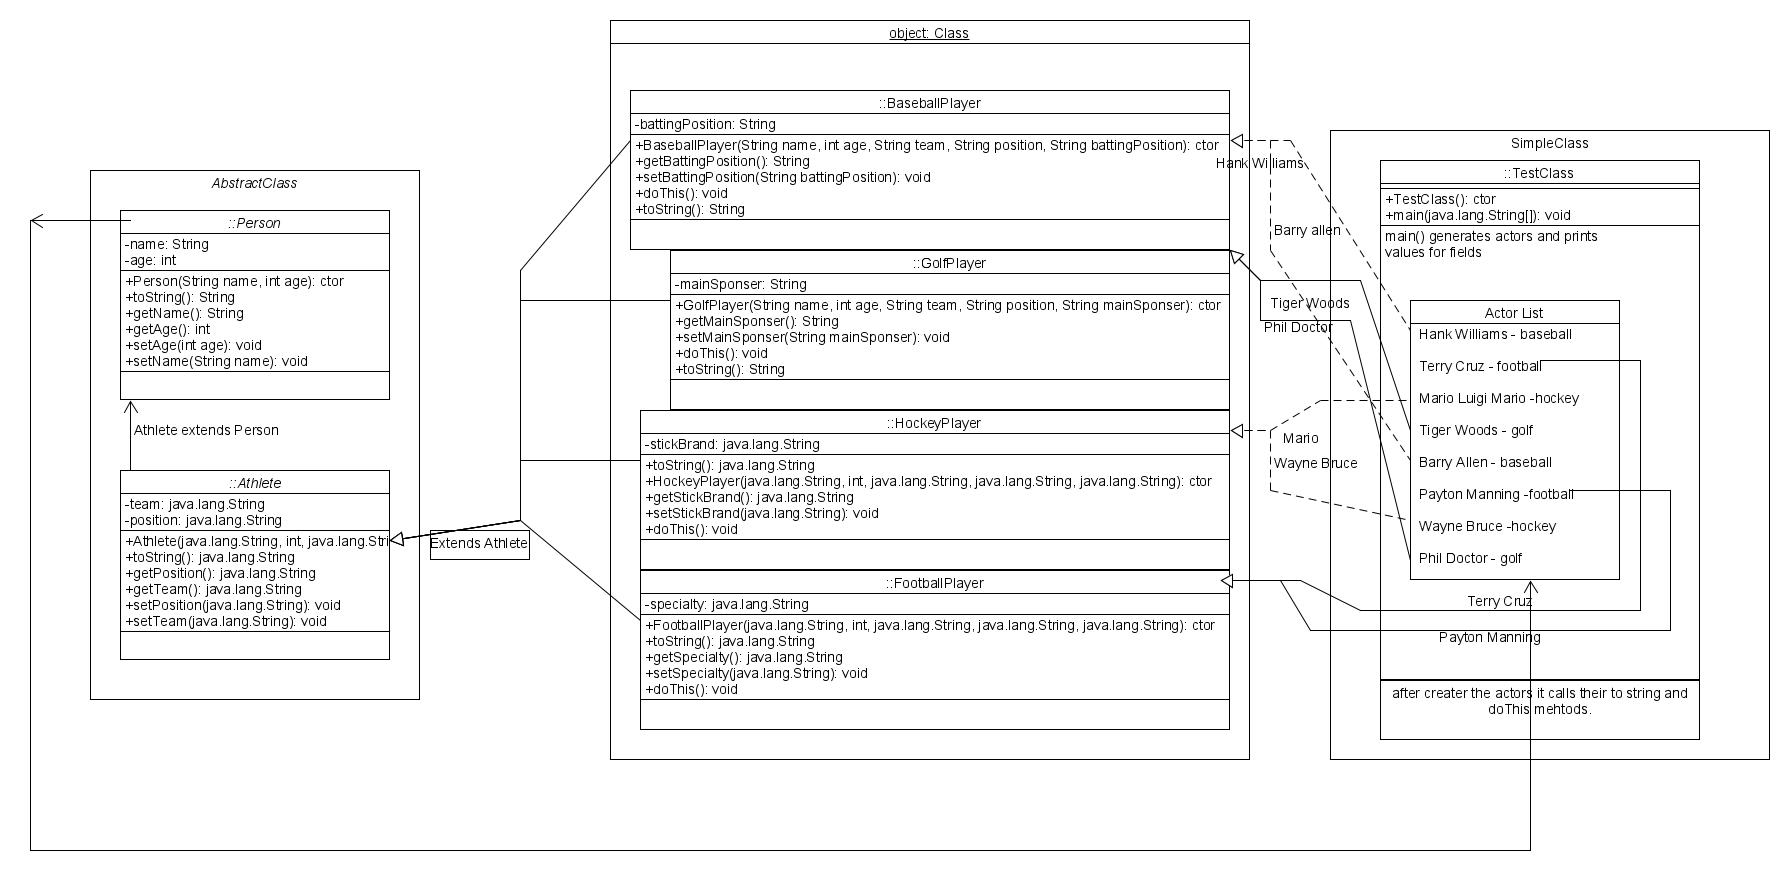 object: Class
::BaseballPlayer
-battingPosition: String
+BaseballPlayer(String name, int age, String team, String position, String battingPosition): ctor
+getBattingPosition(): String
+setBattingPosition(String battingPosition): void
+doThis(): void
+toString(): String
::GolfPlayer
-mainSponser: String
+GolfPlayer(String name, int age, String team, String position, String mainSponser): ctor
+getMainSponser(): String
+setMainSponser(String mainSponser): void
+doThis(): void
+toString(): String
::HockeyPlayer
-stickBrand: java.lang.String
+toString(): java.lang.String
+HockeyPlayer(java.lang.String, int, java.lang.String, java.lang.String, java.lang.String): ctor
+getStickBrand(): java.lang.String
+setStickBrand(java.lang.String): void
+doThis(): void
::FootballPlayer
-specialty: java.lang.String
+FootballPlayer(java.lang.String, int, java.lang.String, java.lang.String, java.lang.String): ctor
+toString(): java.lang.String
+getSpecialty(): java.lang.String
+setSpecialty(java.lang.String): void
+doThis(): void
AbstractClass
::Person
-name: String
-age: int
+Person(String name, int age): ctor
+toString(): String
+getName(): String
+getAge(): int
+setAge(int age): void
+setName(String name): void
Athlete extends Person
::Athlete
-team: java.lang.String
-position: java.lang.String
+Athlete(java.lang.String, int, java.lang.Stri
+toString(): java.lang.String
+getPosition(): java.lang.String
+getTeam(): java.lang.String
+setPosition(java.lang.String): void
+setTeam(java.lang.String): void
Extends Athlete
Hank Williams
Barry allen
Tiger Woods
Phil Doctor
Mario
Wayne Bruce
Terry Cruz
Payton Manning
SimpleClass
::TestClass
+TestClass(): ctor
+main(java.lang.String[]): void
main() generates actors and prints
values for fields
Actor List
Hank Williams - baseball
Terry Cruz - football
Mario Luigi Mario -hockey
Tiger Woods - golf
Barry Allen - baseball
Payton Manning -football
Wayne Bruce -hockey
Phil Doctor - golf
after creater the actors it calls their to string and
doThis mehtods.